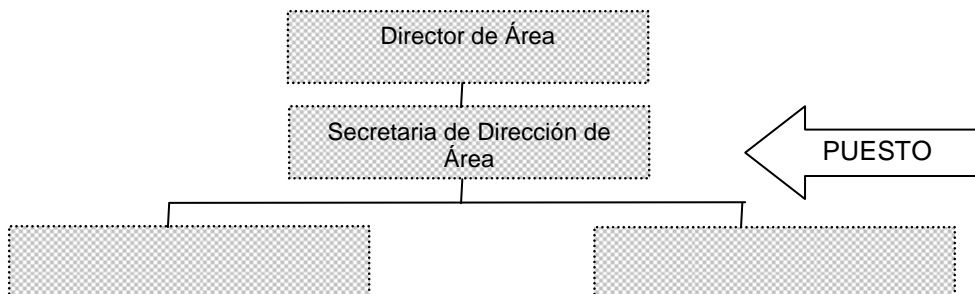 Director de Área
Secretaria de Dirección de
Área
PUESTO